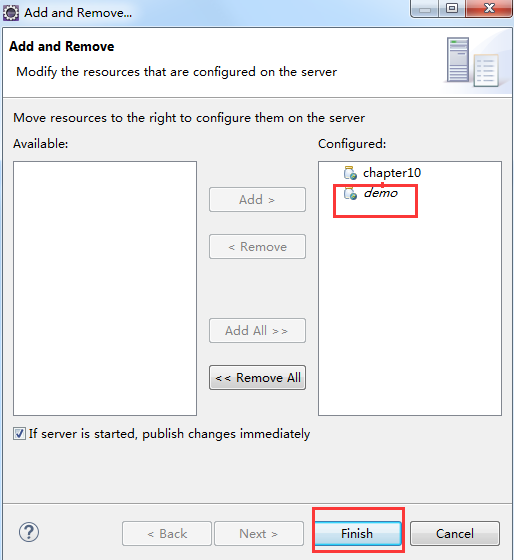 Add and Remove...
Add and Remove
Modify the resources that are configured on the server
Move resources to the right to configure them on the server
Available:
Configured:
chapter10
demo
Add >
< Remove
Add All >>
<< Remove All
If server is started, publish changes immediately
?
< Back
Next >
Finish
Cancel